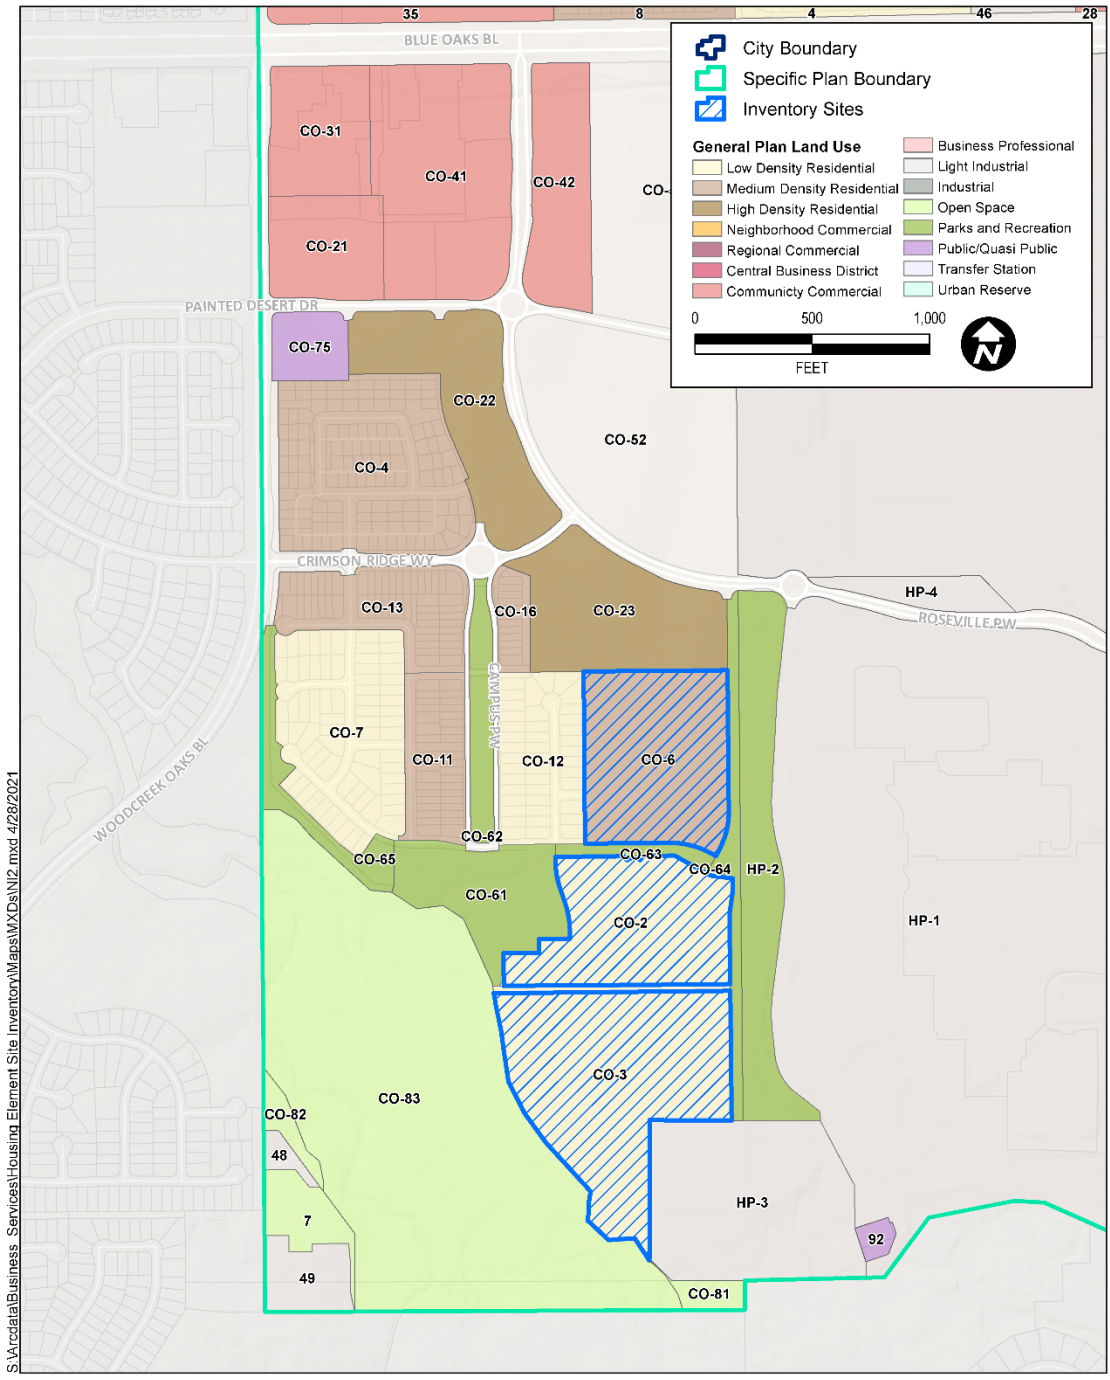 35
8
4
46
28
BLUE OAKS BL
City Boundary
Specific Plan Boundary
Inventory Sites
General Plan Land Use
Low Density Residential
Medium Density Residential
High Density Residential
Neighborhood Commercial
Regional Commercial
Central Business District
Communicty Commercial
Business Professional
Light Industrial
Industrial
Open Space
Parks and Recreation
Public/Quasi Public
Transfer Station
Urban Reserve
0 500 1,000
FEET
N
CO-31
CO-41
CO-42
CO-
CO-21
PAINTED DESERT DR
CO-75
CO-22
CO-52
CO-4
CRIMSON RIDGE WY
CO-13
CO-16
CO-23
HP-4
ROSEVILLE PW
CAMPUS PW
CO-7
CO-11
CO-12
CO-6
WOODCREEK OAKS BL
CO-62
CO-65
CO-63
CO-64
HP-2
CO-61
CO-2
HP-1
CO-3
CO-83
CO-82
48
7
49
HP-3
92
CO-81
S:\Arcdata\Business Services\Housing Element Site Inventory\Maps\MXDs\NI2.mxd 4/28/2021